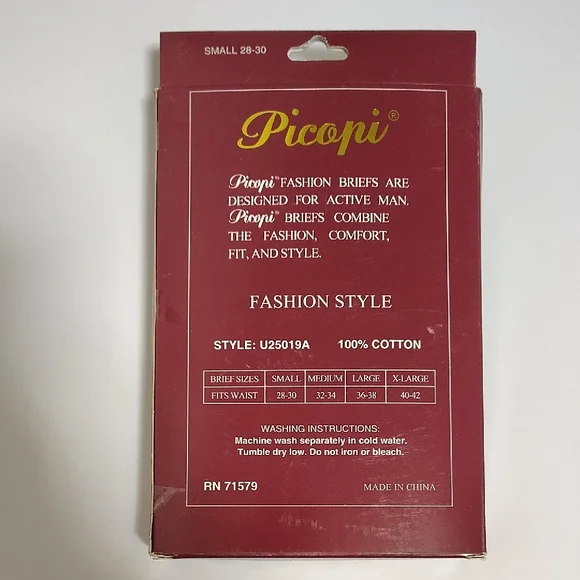 SMALL 28-30
Picopi®
Picopi® FASHION BRIEFS ARE
DESIGNED FOR ACTIVE MAN.
Picopi® BRIEFS COMBINE
THE FASHION, COMFORT,
FIT, AND STYLE.
FASHION STYLE
STYLE: U25019A 100% COTTON
BRIEF SIZES SMALL MEDIUM LARGE X-LARGE
FITS WAIST 28-30 32-34 36-38 40-42
WASHING INSTRUCTIONS:
Machine wash separately in cold water.
Tumble dry low. Do not iron or bleach.
RN 71579 MADE IN CHINA